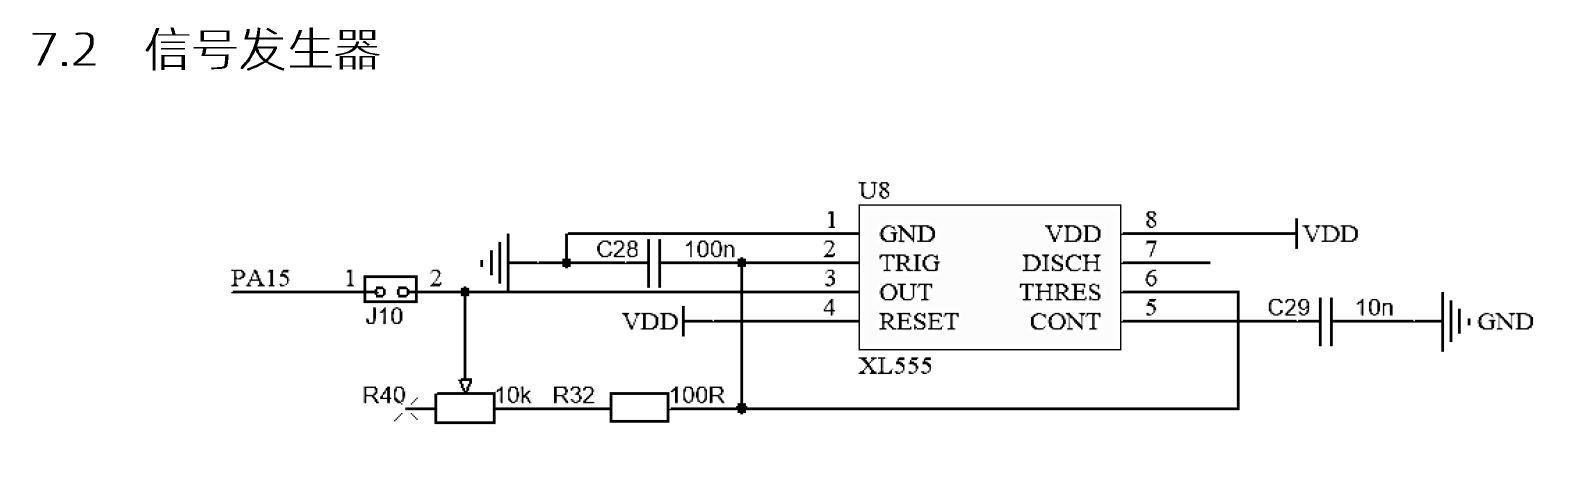 7.2 信号发生器
U8
1 GND VDD 8 VDD
C28 100n 2 TRIG DISCH 7
PA15 1 2 3 OUT THRES 6
J10 VDD 4 RESET CONT 5 C29 10n GND
XL555
R40 10k R32 100R